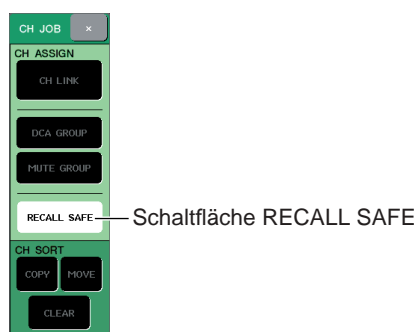 CH JOB ×
CH ASSIGN
CH LINK
DCA GROUP
MUTE GROUP
RECALL SAFE
Schaltfläche RECALL SAFE
CH SORT
COPY MOVE
CLEAR